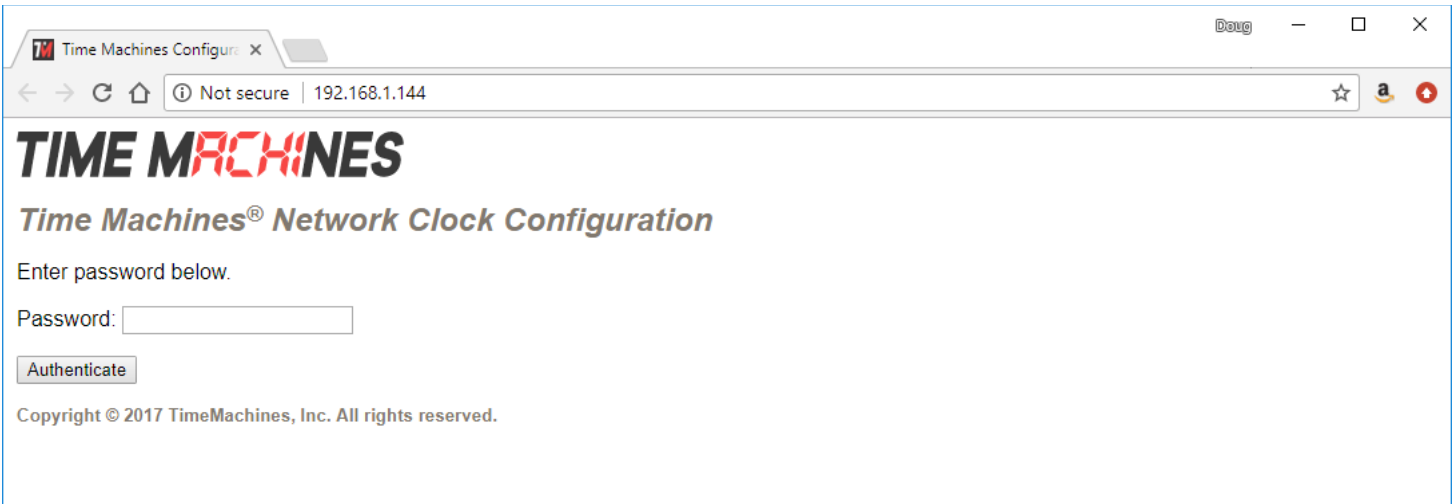 Doug
Time Machines Configura
Not secure | 192.168.1.144
TIME MACHINES
Time Machines® Network Clock Configuration
Enter password below.
Password:
Authenticate
Copyright © 2017 TimeMachines, Inc. All rights reserved.